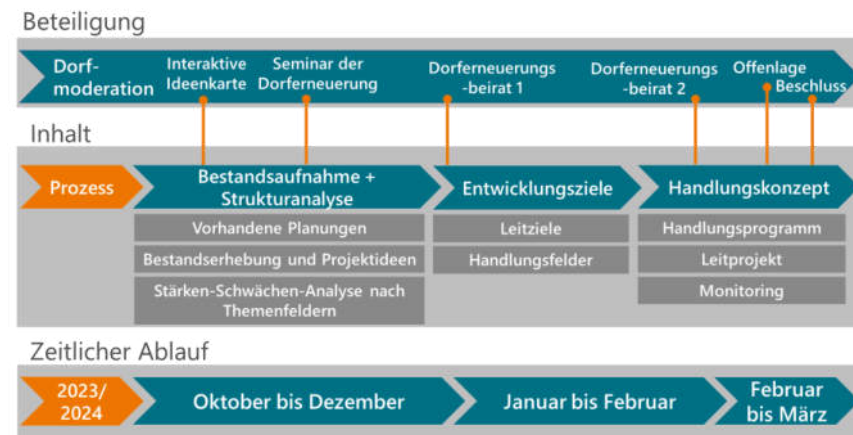 Beteiligung
Dorf-
moderation
Interaktive
Ideenkarte
Seminar der
Dorferneuerung
Dorferneuerungs
-beirat 1
Dorferneuerungs
-beirat 2
Offenlage
Beschluss
Inhalt
Prozess
Bestandsaufnahme +
Strukturanalyse
Entwicklungsziele
Handlungskonzept
Vorhandene Planungen
Leitziele
Handlungsprogramm
Bestandserhebung und Projektideen
Handlungsfelder
Leitprojekt
Stärken-Schwächen-Analyse nach
Themenfeldern
Monitoring
Zeitlicher Ablauf
2023/
2024
Oktober bis Dezember
Januar bis Februar
Februar
bis März